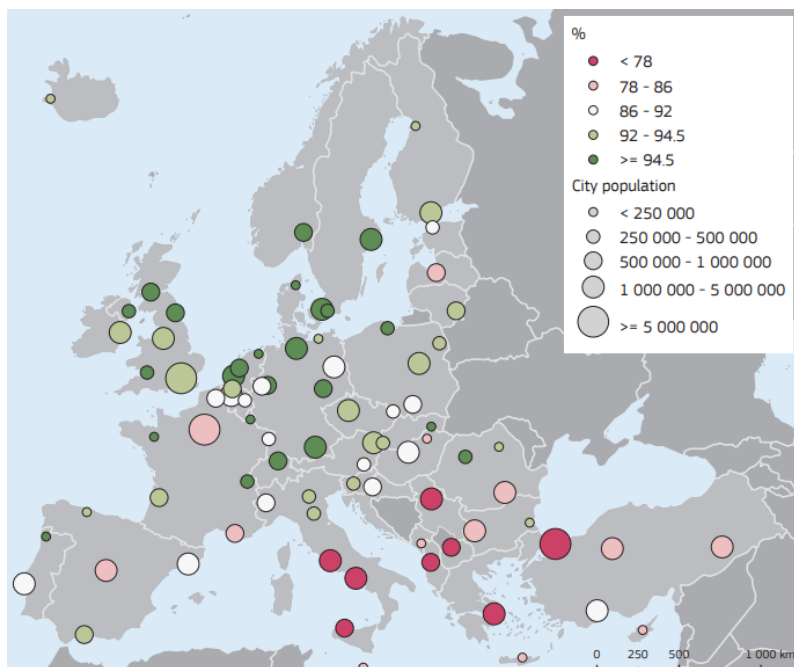 %
< 78
78 - 86
86 - 92
92 - 94.5
>= 94.5
City population
< 250 000
250 000 - 500 000
500 000 - 1 000 000
1 000 000 - 5 000 000
>= 5 000 000
0 250 500 1 000 km